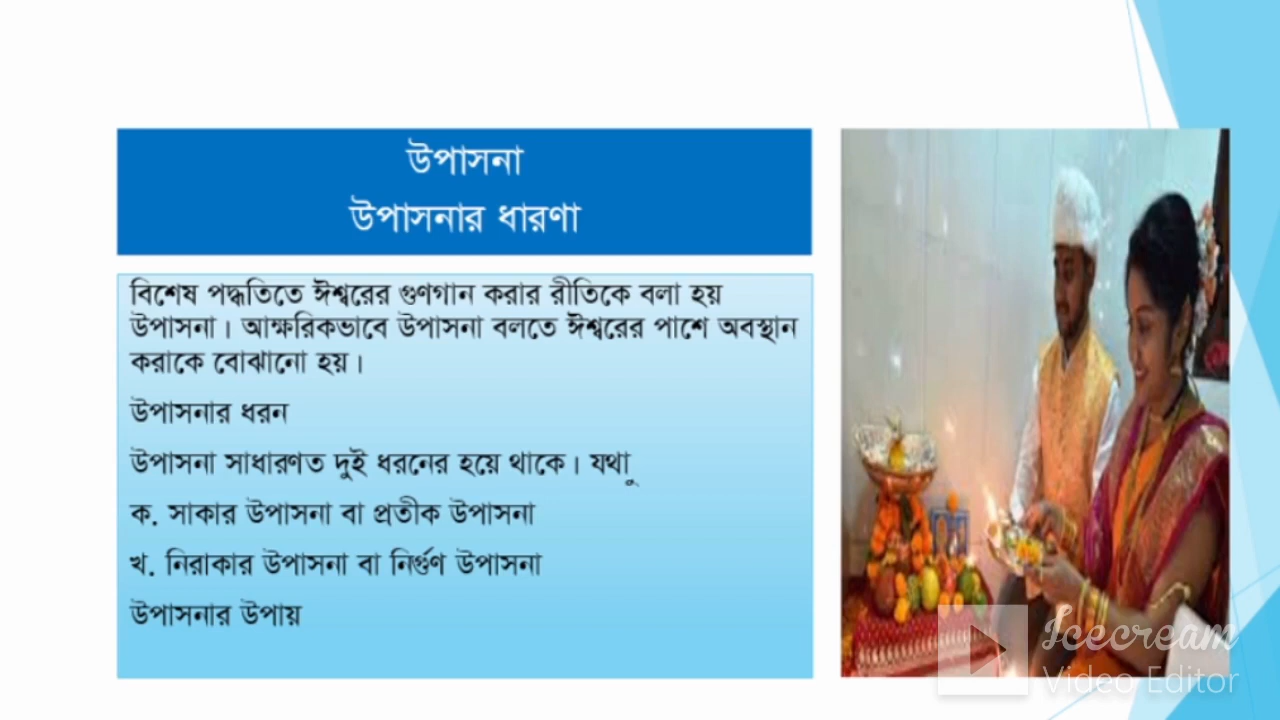 উপাসনা
উপাসনার ধারণা
বিশেষ পদ্ধতিতে ঈশ্বরের গুণগান করার রীতিকে বলা হয়
উপাসনা। আক্ষরিকভাবে উপাসনা বলতে ঈশ্বরের পাশে অবস্থান
করাকে বোঝানো হয়।
উপাসনার ধরন
উপাসনা সাধারণত দুই ধরনের হয়ে থাকে। যথাু
ক. সাকার উপাসনা বা প্রতীক উপাসনা
খ. নিরাকার উপাসনা বা নির্গুণ উপাসনা
উপাসনার উপায়
Icecream
Video Editor